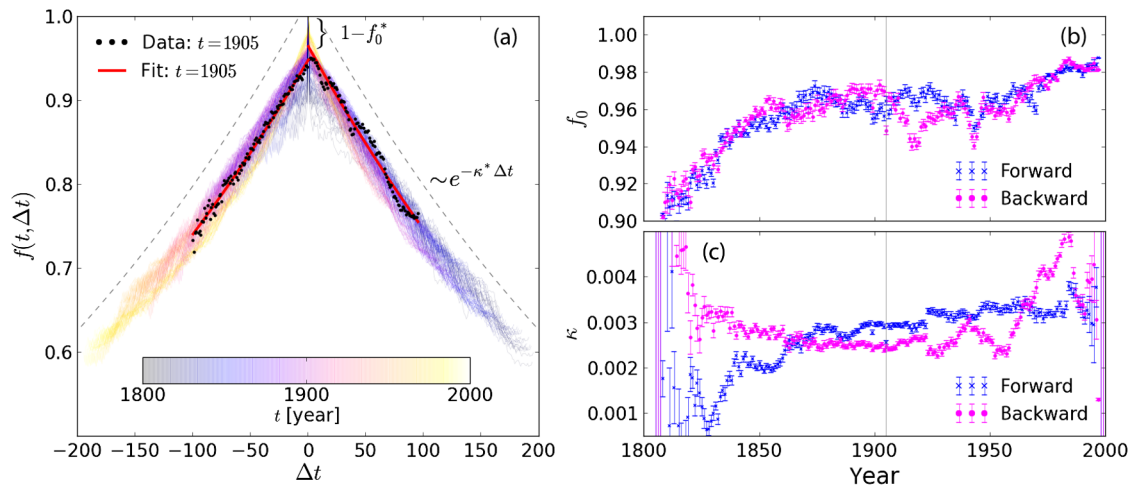 1.0
0.9
0.8
0.7
0.6
f(t,Δt)
Data: t=1905
Fit: t=1905
} 1−f₀*
(a)
~e^{−κ*Δt}
1800 1900 2000
t [year]
−200 −150 −100 −50 0 50 100 150 200
Δt
1.00
0.98
0.96
0.94
0.92
0.90
f₀
(b)
Forward
Backward
0.004
0.003
0.002
0.001
κ
(c)
Forward
Backward
1800 1850 1900 1950 2000
Year